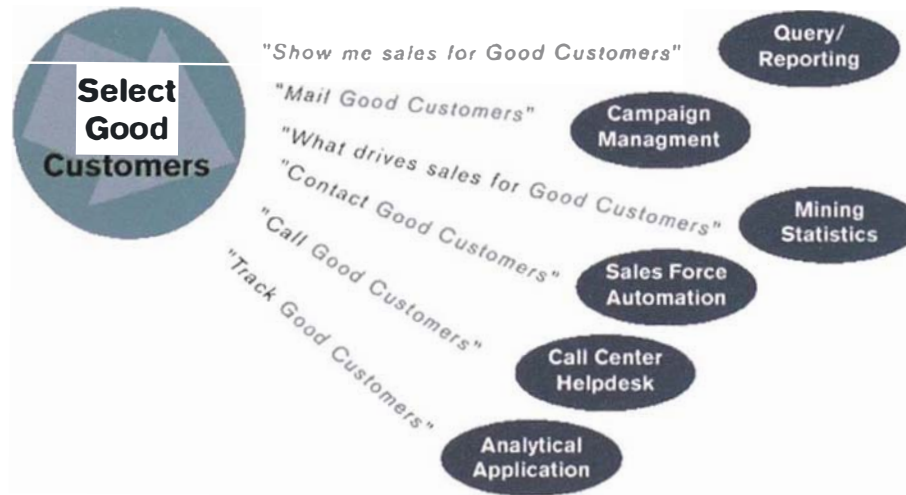 Select
Good
Customers
"Show me sales for Good Customers"
Query/
Reporting
"Mail Good Customers"
Campaign
Managment
"What drives sales for Good Customers"
Mining
Statistics
"Contact Good Customers"
Sales Force
Automation
"Call Good Customers"
Call Center
Helpdesk
"Track Good Customers"
Analytical
Application